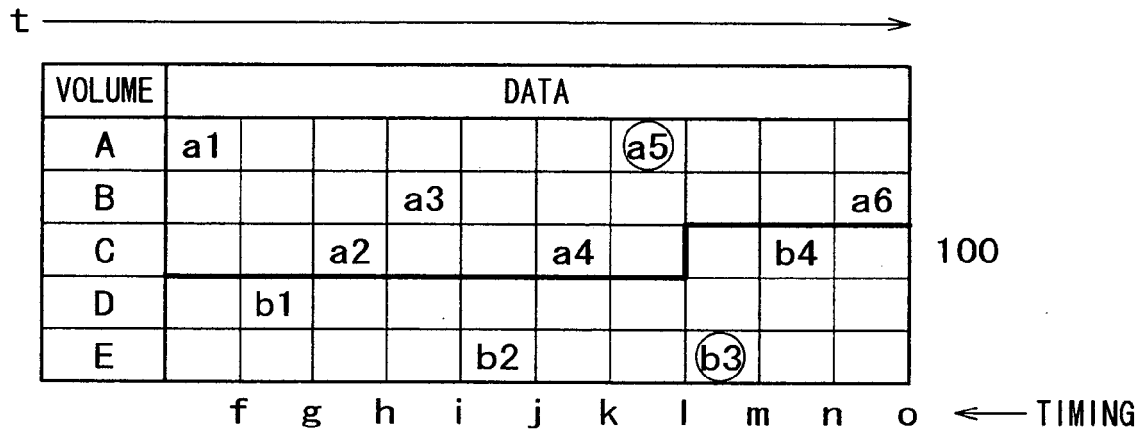 t
VOLUME DATA
A a1 a5
B a3 a6
C a2 a4 b4 100
D b1
E b2 b3
f g h i j k l m n o ← TIMING